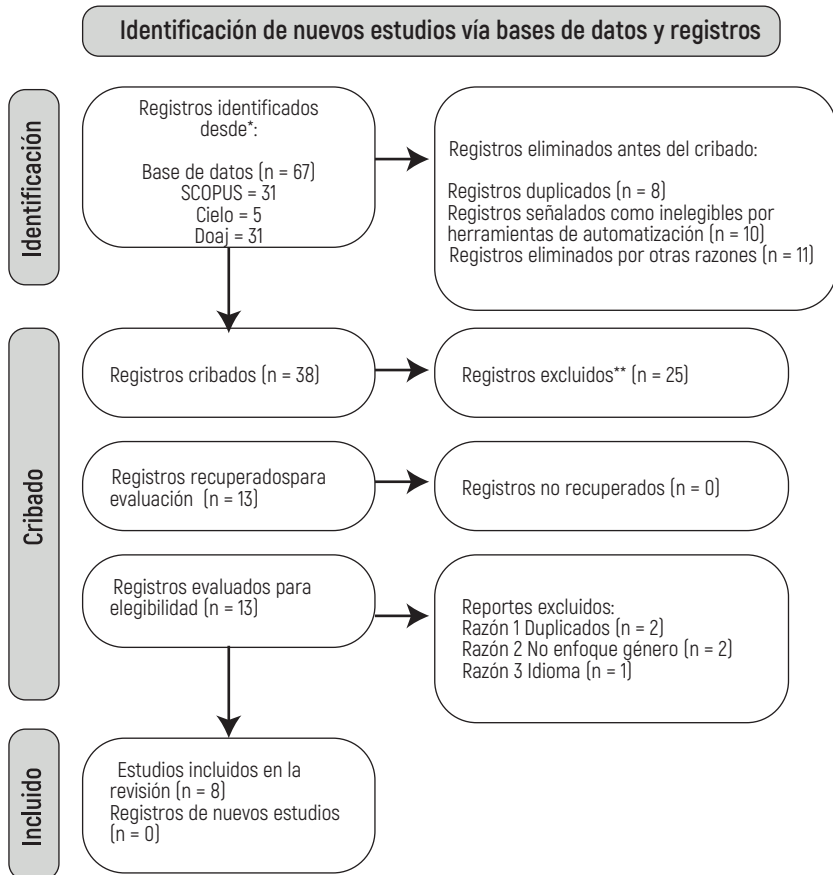 Identificación de nuevos estudios vía bases de datos y registros
Identificación
Registros identificados
desde*:
Base de datos (n = 67)
SCOPUS = 31
Cielo = 5
Doaj = 31
Registros eliminados antes del cribado:
Registros duplicados (n = 8)
Registros señalados como inelegibles por
herramientas de automatización (n = 10)
Registros eliminados por otras razones (n = 11)
Cribado
Registros cribados (n = 38)
Registros excluidos** (n = 25)
Registros recuperadospara
evaluación (n = 13)
Registros no recuperados (n = 0)
Registros evaluados para
elegibilidad (n = 13)
Reportes excluidos:
Razón 1 Duplicados (n = 2)
Razón 2 No enfoque género (n = 2)
Razón 3 Idioma (n = 1)
Incluido
Estudios incluidos en la
revisión (n = 8)
Registros de nuevos estudios
(n = 0)